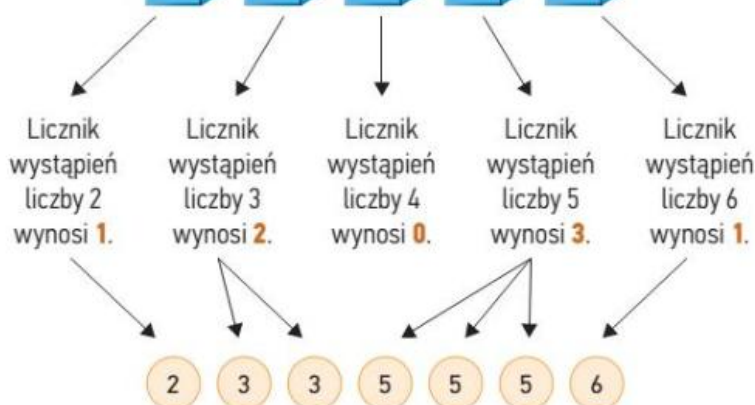 Licznik
wystąpień
liczby 2
wynosi 1.
Licznik
wystąpień
liczby 3
wynosi 2.
Licznik
wystąpień
liczby 4
wynosi 0.
Licznik
wystąpień
liczby 5
wynosi 3.
Licznik
wystąpień
liczby 6
wynosi 1.
2 3 3 5 5 5 6